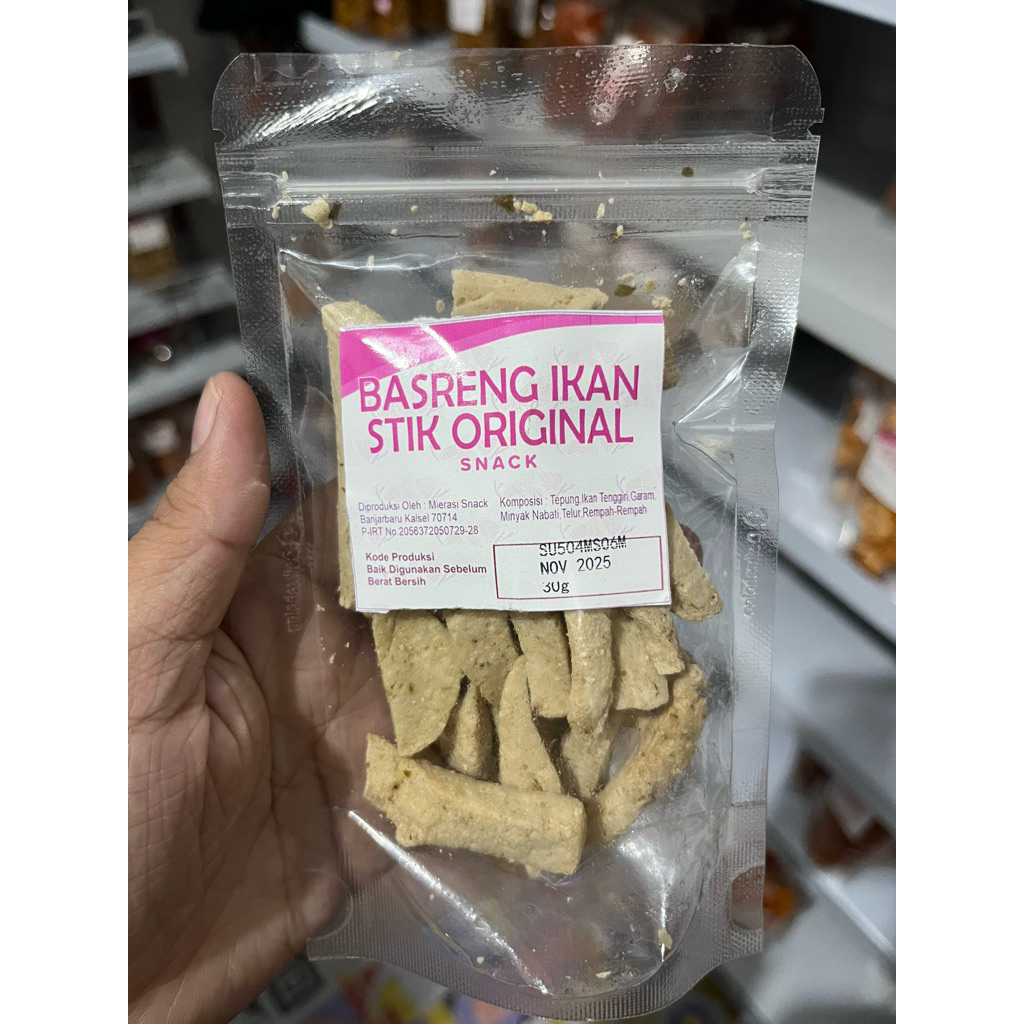 BASRENG IKAN
STIK ORIGINAL
SNACK
Diproduksi Oleh : Mierasi Snack
Banjarbaru Kalsel 70714
P-IRT No.2056372050729-28
Komposisi : Tepung,Ikan Tenggiri,Garam,
Minyak Nabati,Telur,Rempah-Rempah
Kode Produksi
Baik Digunakan Sebelum
Berat Bersih
SU504MS06M
NOV 2025
30g